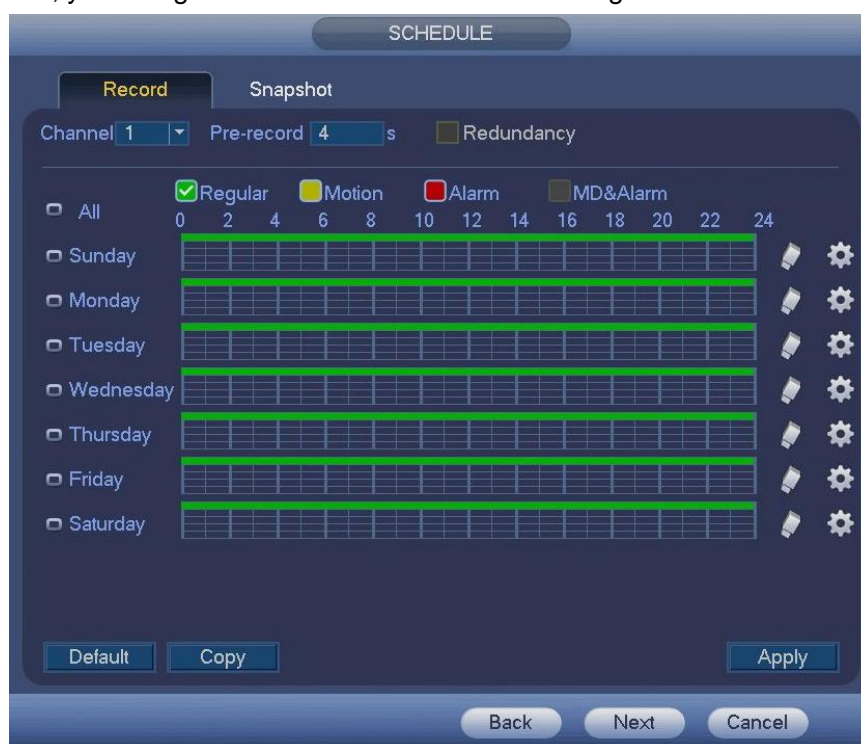 SCHEDULE
Record Snapshot
Channel 1 Pre-record 4 s Redundancy
Regular Motion Alarm MD&Alarm
All
0 2 4 6 8 10 12 14 16 18 20 22 24
Sunday
Monday
Tuesday
Wednesday
Thursday
Friday
Saturday
Default Copy Apply
Back Next Cancel